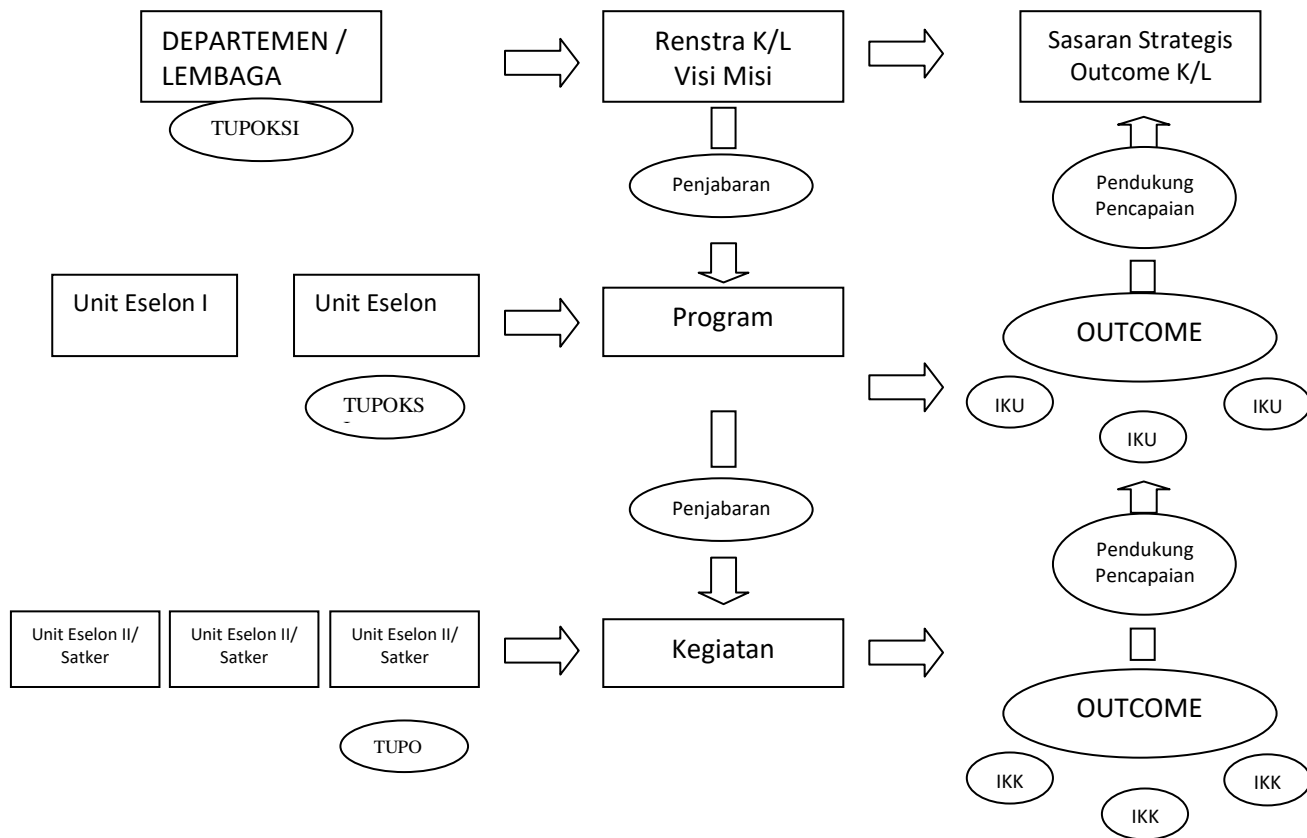 DEPARTEMEN /
LEMBAGA
TUPOKSI
Renstra K/L
Visi Misi
Sasaran Strategis
Outcome K/L
Penjabaran
Pendukung
Pencapaian
Unit Eselon I
Unit Eselon
TUPOKS
Program
OUTCOME
IKU
IKU
IKU
Penjabaran
Pendukung
Pencapaian
Unit Eselon II/
Satker
Unit Eselon II/
Satker
Unit Eselon II/
Satker
TUPO
Kegiatan
OUTCOME
IKK
IKK
IKK